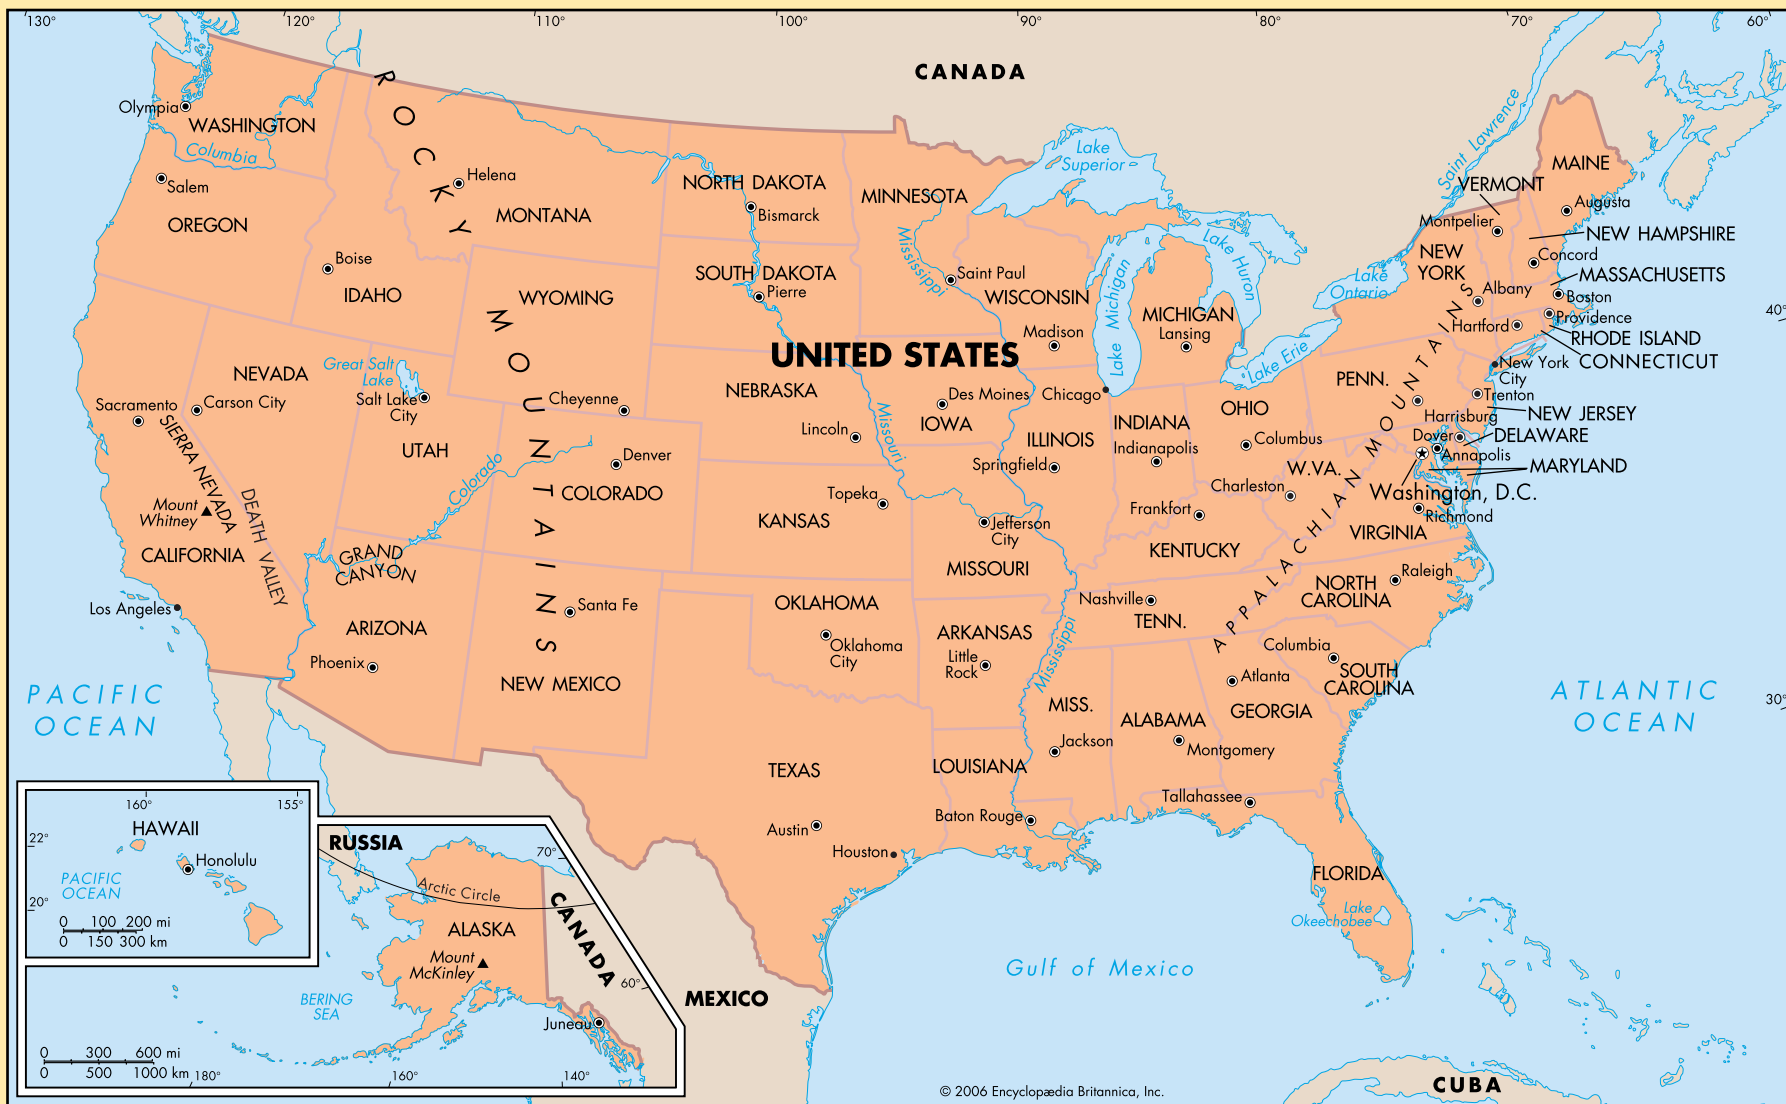 130°
120°
110°
100°
90°
80°
70°
60°
CANADA
ROCKY
MOUNTAINS
Olympia
WASHINGTON
Columbia
Salem
OREGON
Helena
MONTANA
Boise
IDAHO
NORTH DAKOTA
Bismarck
MINNESOTA
Lake
Superior
Saint Lawrence
MAINE
VERMONT
Augusta
Montpelier
NEW HAMPSHIRE
Concord
NEW
YORK
MASSACHUSETTS
Albany
Boston
Providence
Hartford
RHODE ISLAND
CONNECTICUT
40°
Lake
Ontario
Lake Huron
Lake Michigan
Lake Erie
Mississippi
Saint Paul
WISCONSIN
Madison
MICHIGAN
Lansing
SOUTH DAKOTA
Pierre
WYOMING
UNITED STATES
NEVADA
Great Salt
Lake
Salt Lake
City
Carson City
Sacramento
SIERRA NEVADA
UTAH
Cheyenne
NEBRASKA
Lincoln
Missouri
Des Moines
IOWA
Chicago
ILLINOIS
Springfield
INDIANA
Indianapolis
OHIO
Columbus
PENN.
Harrisburg
New York
City
Trenton
NEW JERSEY
Dover
DELAWARE
Annapolis
MARYLAND
Washington, D.C.
W.VA.
Charleston
Richmond
VIRGINIA
APPALACHIAN MOUNTAINS
Mount
Whitney
DEATH VALLEY
CALIFORNIA
Los Angeles
Colorado
Denver
COLORADO
GRAND
CANYON
ARIZONA
Phoenix
Santa Fe
NEW MEXICO
Topeka
KANSAS
Jefferson
City
MISSOURI
Frankfort
KENTUCKY
OKLAHOMA
Oklahoma
City
ARKANSAS
Little
Rock
Mississippi
Nashville
TENN.
Raleigh
NORTH
CAROLINA
Columbia
SOUTH
CAROLINA
Atlanta
GEORGIA
MISS.
Jackson
ALABAMA
Montgomery
LOUISIANA
Baton Rouge
TEXAS
Austin
Houston
Tallahassee
FLORIDA
Lake
Okeechobee
PACIFIC
OCEAN
ATLANTIC
OCEAN
30°
Gulf of Mexico
MEXICO
CUBA
160°
155°
22°
20°
HAWAII
Honolulu
PACIFIC
OCEAN
0 100 200 mi
0 150 300 km
RUSSIA
70°
Arctic Circle
ALASKA
CANADA
Mount
McKinley
60°
BERING
SEA
Juneau
0 300 600 mi
0 500 1000 km
180°
160°
140°
© 2006 Encyclopædia Britannica, Inc.